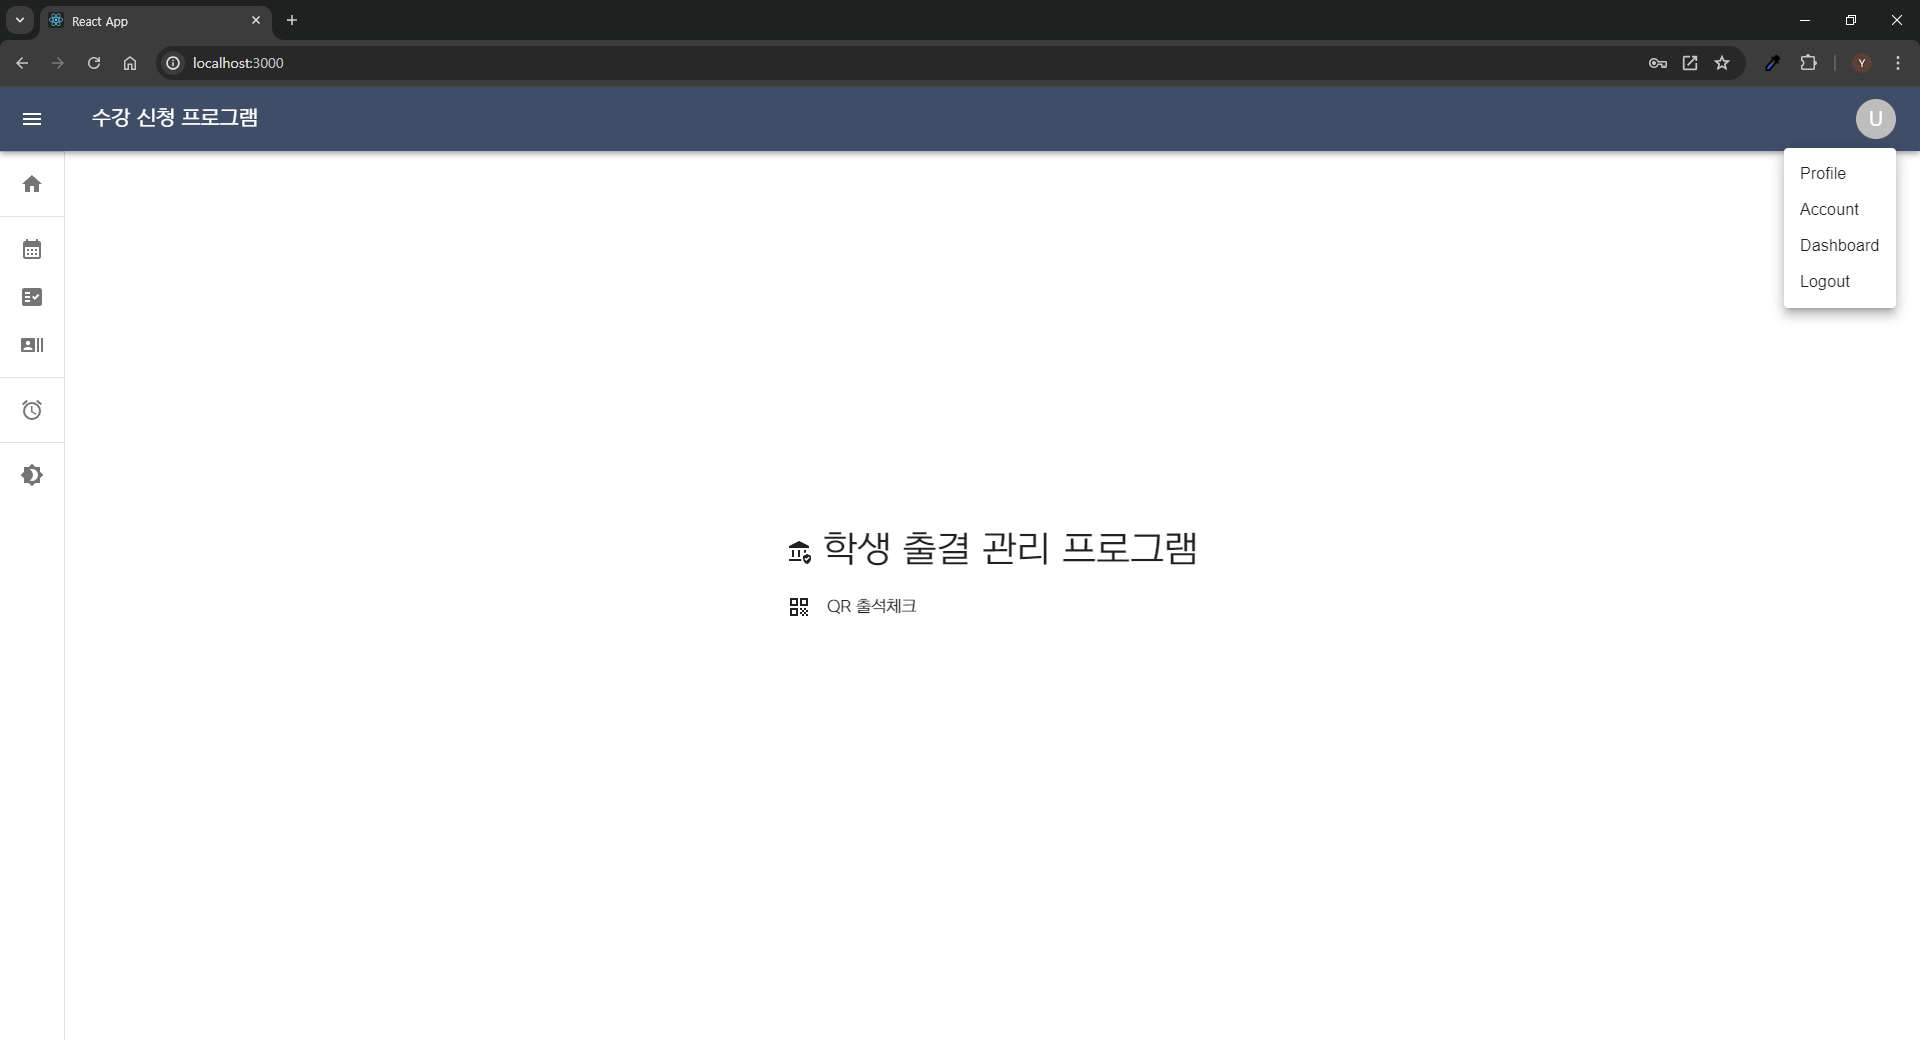 React App
localhost:3000
Y
수강 신청 프로그램
U
Profile
Account
Dashboard
Logout
학생 출결 관리 프로그램
QR 출석체크